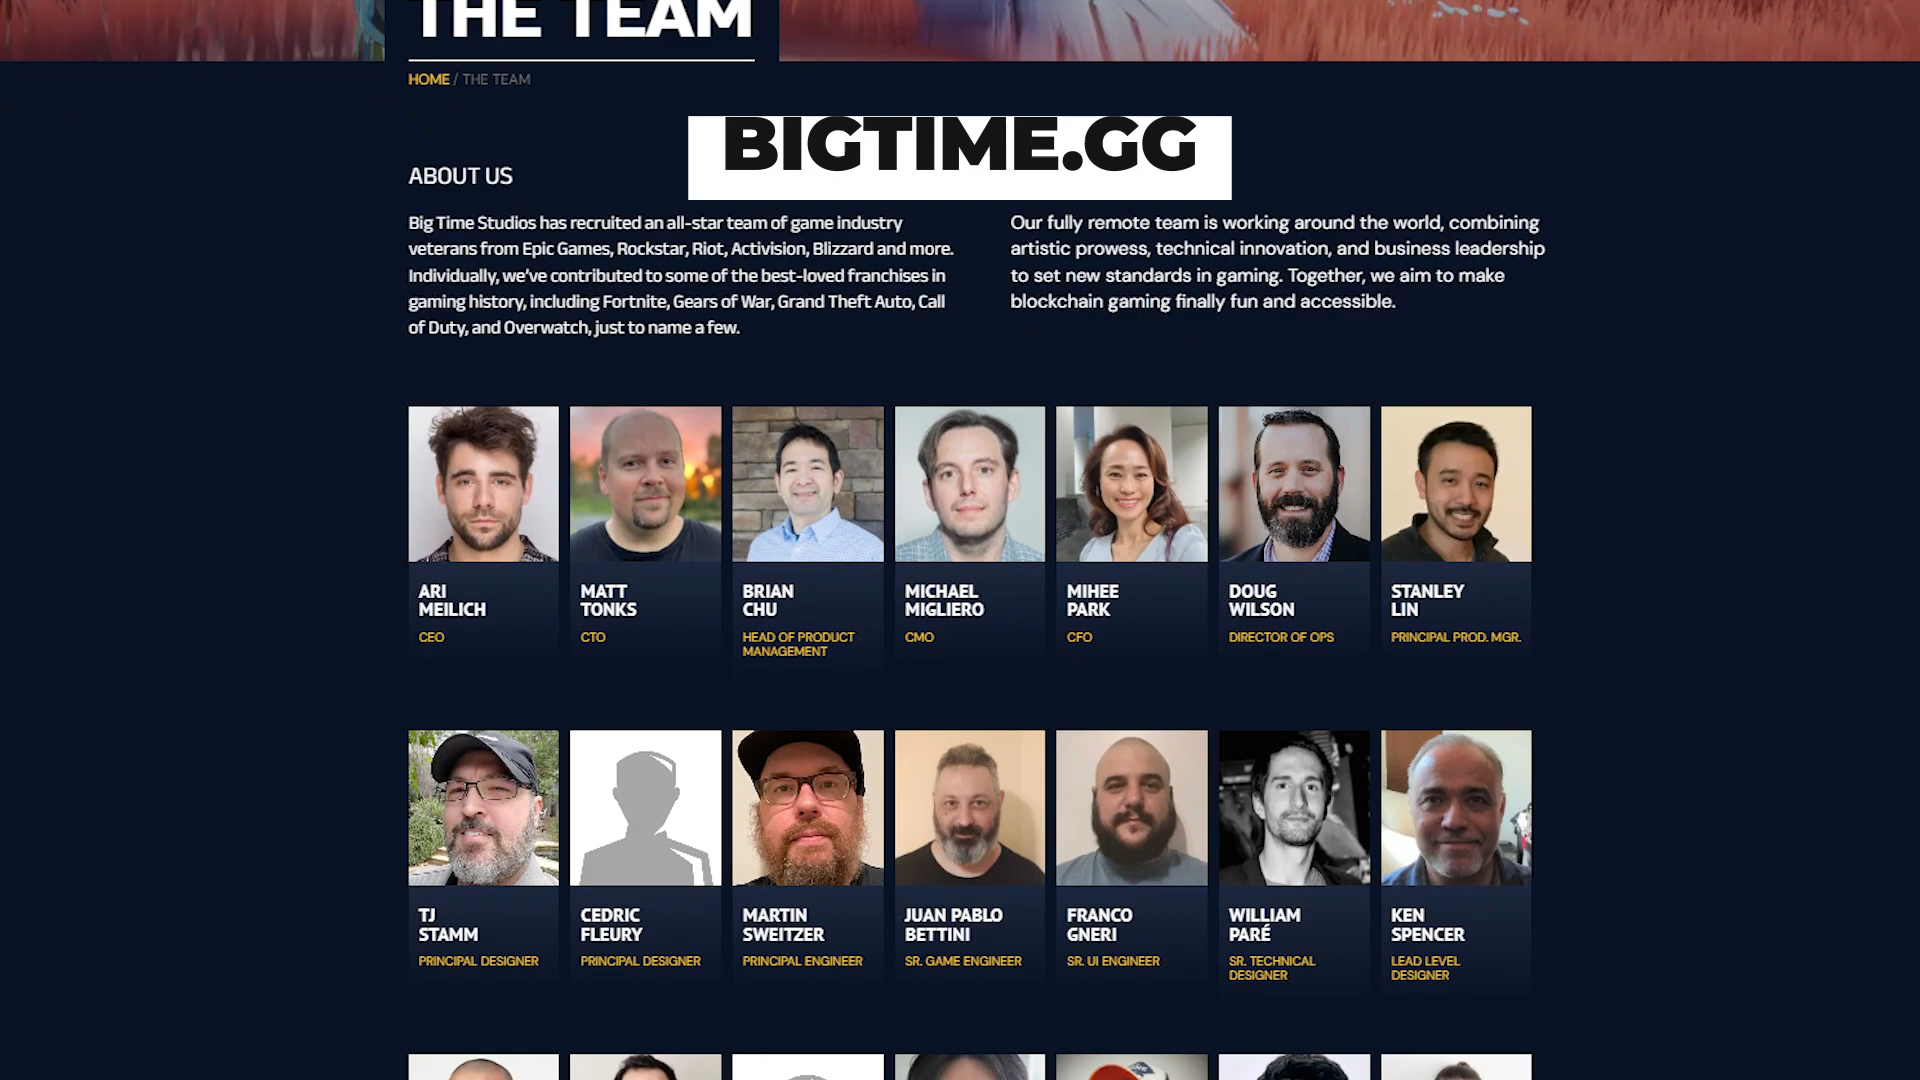 THE TEAM
HOME / THE TEAM
BIGTIME.GG
ABOUT US
Big Time Studios has recruited an all-star team of game industry
veterans from Epic Games, Rockstar, Riot, Activision, Blizzard and more.
Individually, we've contributed to some of the best-loved franchises in
gaming history, including Fortnite, Gears of War, Grand Theft Auto, Call
of Duty, and Overwatch, just to name a few.
Our fully remote team is working around the world, combining
artistic prowess, technical innovation, and business leadership
to set new standards in gaming. Together, we aim to make
blockchain gaming finally fun and accessible.
ARI
MEILICH
CEO
MATT
TONKS
CTO
BRIAN
CHU
HEAD OF PRODUCT
MANAGEMENT
MICHAEL
MIGLIERO
CMO
MIHEE
PARK
CFO
DOUG
WILSON
DIRECTOR OF OPS
STANLEY
LIN
PRINCIPAL PROD. MGR.
TJ
STAMM
PRINCIPAL DESIGNER
CEDRIC
FLEURY
PRINCIPAL DESIGNER
MARTIN
SWEITZER
PRINCIPAL ENGINEER
JUAN PABLO
BETTINI
SR. GAME ENGINEER
FRANCO
GNERI
SR. UI ENGINEER
WILLIAM
PARÉ
SR. TECHNICAL
DESIGNER
KEN
SPENCER
LEAD LEVEL
DESIGNER